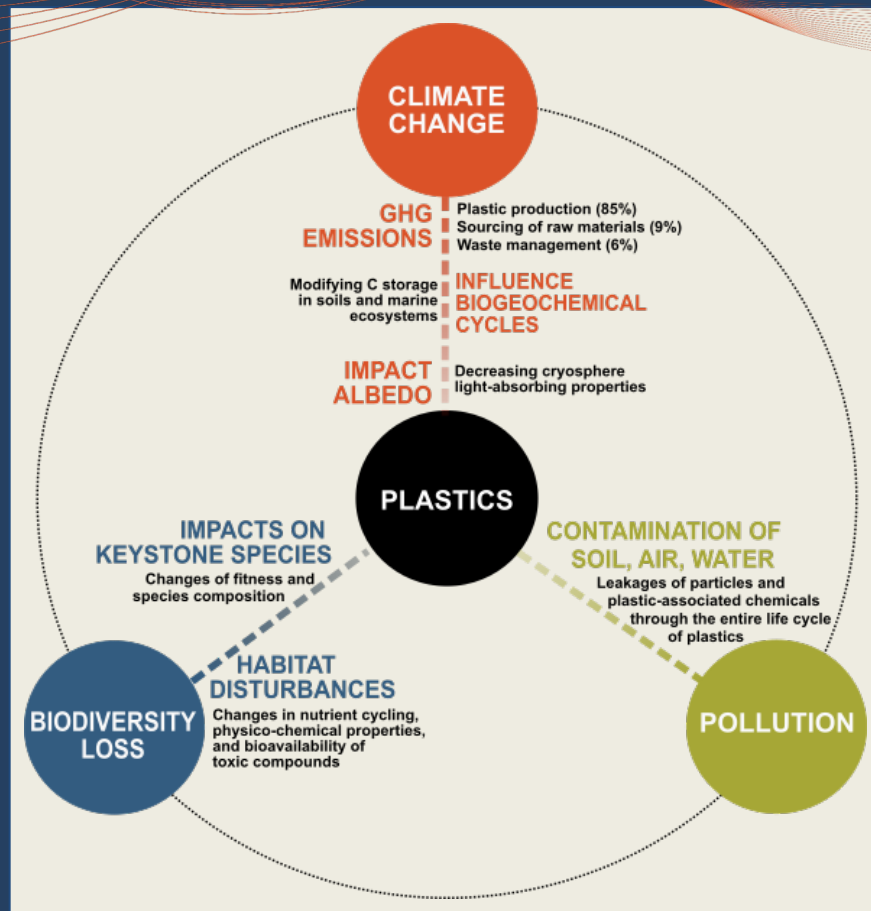 CLIMATE
CHANGE
GHG
EMISSIONS
Plastic production (85%)
Sourcing of raw materials (9%)
Waste management (6%)
Modifying C storage
in soils and marine
ecosystems
INFLUENCE
BIOGEOCHEMICAL
CYCLES
IMPACT
ALBEDO
Decreasing cryosphere
light-absorbing properties
PLASTICS
IMPACTS ON
KEYSTONE SPECIES
Changes of fitness and
species composition
CONTAMINATION OF
SOIL, AIR, WATER
Leakages of particles and
plastic-associated chemicals
through the entire life cycle
of plastics
HABITAT
DISTURBANCES
Changes in nutrient cycling,
physico-chemical properties,
and bioavailability of
toxic compounds
BIODIVERSITY
LOSS
POLLUTION